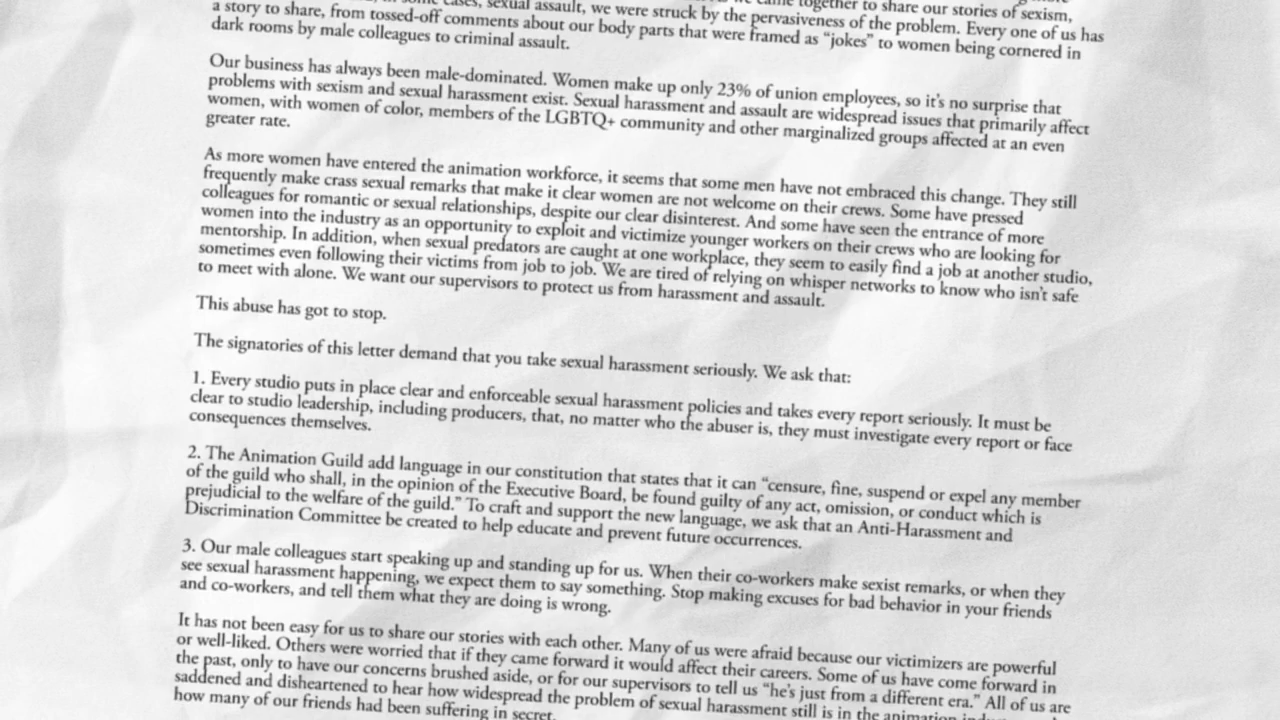 cases, sexual assault, we were struck by the pervasiveness of the problem. Every one of us has
a story to share, from tossed-off comments about our body parts that were framed as “jokes” to women being cornered in
dark rooms by male colleagues to criminal assault.
Our business has always been male-dominated. Women make up only 23% of union employees, so it’s no surprise that
problems with sexism and sexual harassment exist. Sexual harassment and assault are widespread issues that primarily affect
women, with women of color, members of the LGBTQ+ community and other marginalized groups affected at an even
greater rate.
As more women have entered the animation workforce, it seems that some men have not embraced this change. They still
frequently make crass sexual remarks that make it clear women are not welcome on their crews. Some have pressed
colleagues for romantic or sexual relationships, despite our clear disinterest. And some have seen the entrance of more
women into the industry as an opportunity to exploit and victimize younger workers on their crews who are looking for
mentorship. In addition, when sexual predators are caught at one workplace, they seem to easily find a job at another studio,
sometimes even following their victims from job to job. We are tired of relying on whisper networks to know who isn’t safe
to meet with alone. We want our supervisors to protect us from harassment and assault.
This abuse has got to stop.
The signatories of this letter demand that you take sexual harassment seriously. We ask that:
1. Every studio puts in place clear and enforceable sexual harassment policies and takes every report seriously. It must be
clear to studio leadership, including producers, that, no matter who the abuser is, they must investigate every report or face
consequences themselves.
2. The Animation Guild add language in our constitution that states that it can “censure, fine, suspend or expel any member
of the guild who shall, in the opinion of the Executive Board, be found guilty of any act, omission, or conduct which is
prejudicial to the welfare of the guild.” To craft and support the new language, we ask that an Anti-Harassment and
Discrimination Committee be created to help educate and prevent future occurrences.
3. Our male colleagues start speaking up and standing up for us. When their co-workers make sexist remarks, or when they
see sexual harassment happening, we expect them to say something. Stop making excuses for bad behavior in your friends
and co-workers, and tell them what they are doing is wrong.
It has not been easy for us to share our stories with each other. Many of us were afraid because our victimizers are powerful
or well-liked. Others were worried that if they came forward it would affect their careers. Some of us have come forward in
the past, only to have our concerns brushed aside, or for our supervisors to tell us “he’s just from a different era.” All of us are
saddened and disheartened to hear how widespread the problem of sexual harassment still is in the animation
how many of our friends had been suffering in secret.